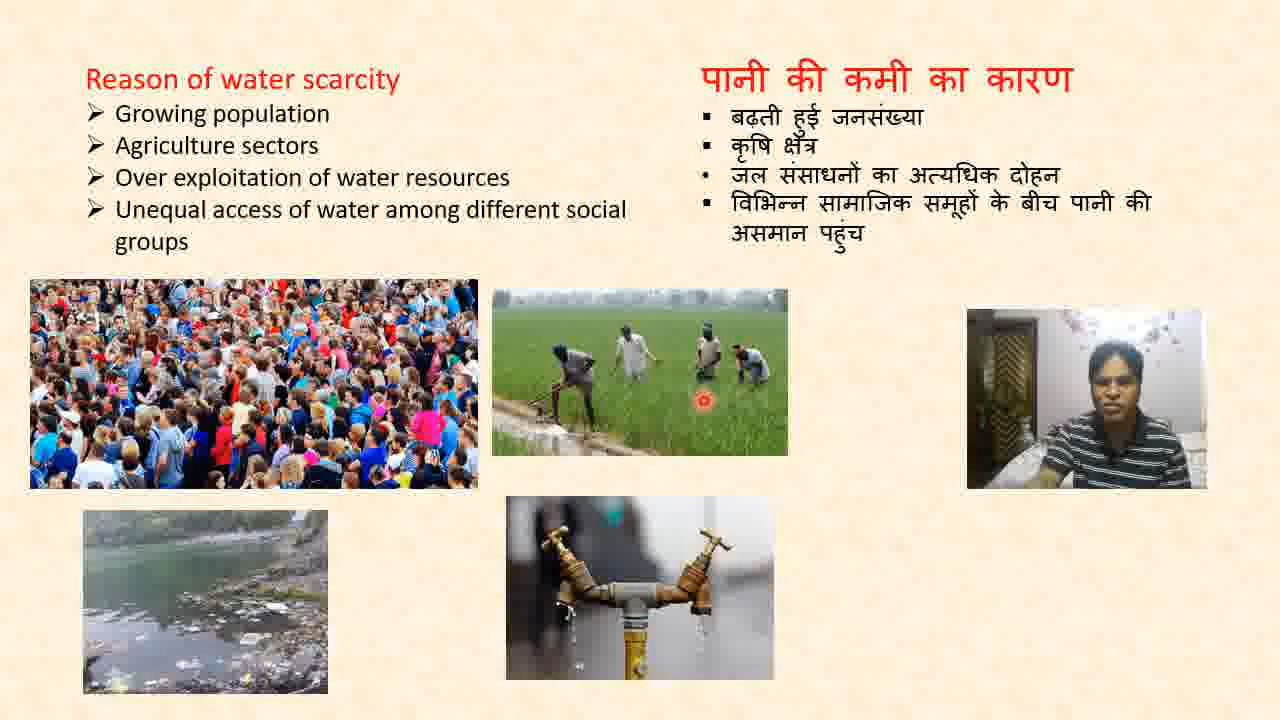 Reason of water scarcity
Growing population
Agriculture sectors
Over exploitation of water resources
Unequal access of water among different social
groups
पानी की कमी का कारण
बढ़ती हुई जनसंख्या
कृषि क्षेत्र
जल संसाधनों का अत्यधिक दोहन
विभिन्न सामाजिक समूहों के बीच पानी की
असमान पहुंच